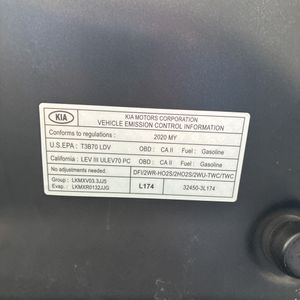 KIA KIA MOTORS CORPORATION
VEHICLE EMISSION CONTROL INFORMATION
Conforms to regulations : 2020 MY
U.S.EPA : T3B70 LDV OBD : CA II Fuel : Gasoline
California : LEV III ULEV70 PC OBD : CA II Fuel : Gasoline
No adjustments needed. DFI/2WR-HO2S/2HO2S/2WU-TWC/TWC
Group : LKMXV03.3JJ5 L174 32450-3L174
Evap. : LKMXR0132JJG